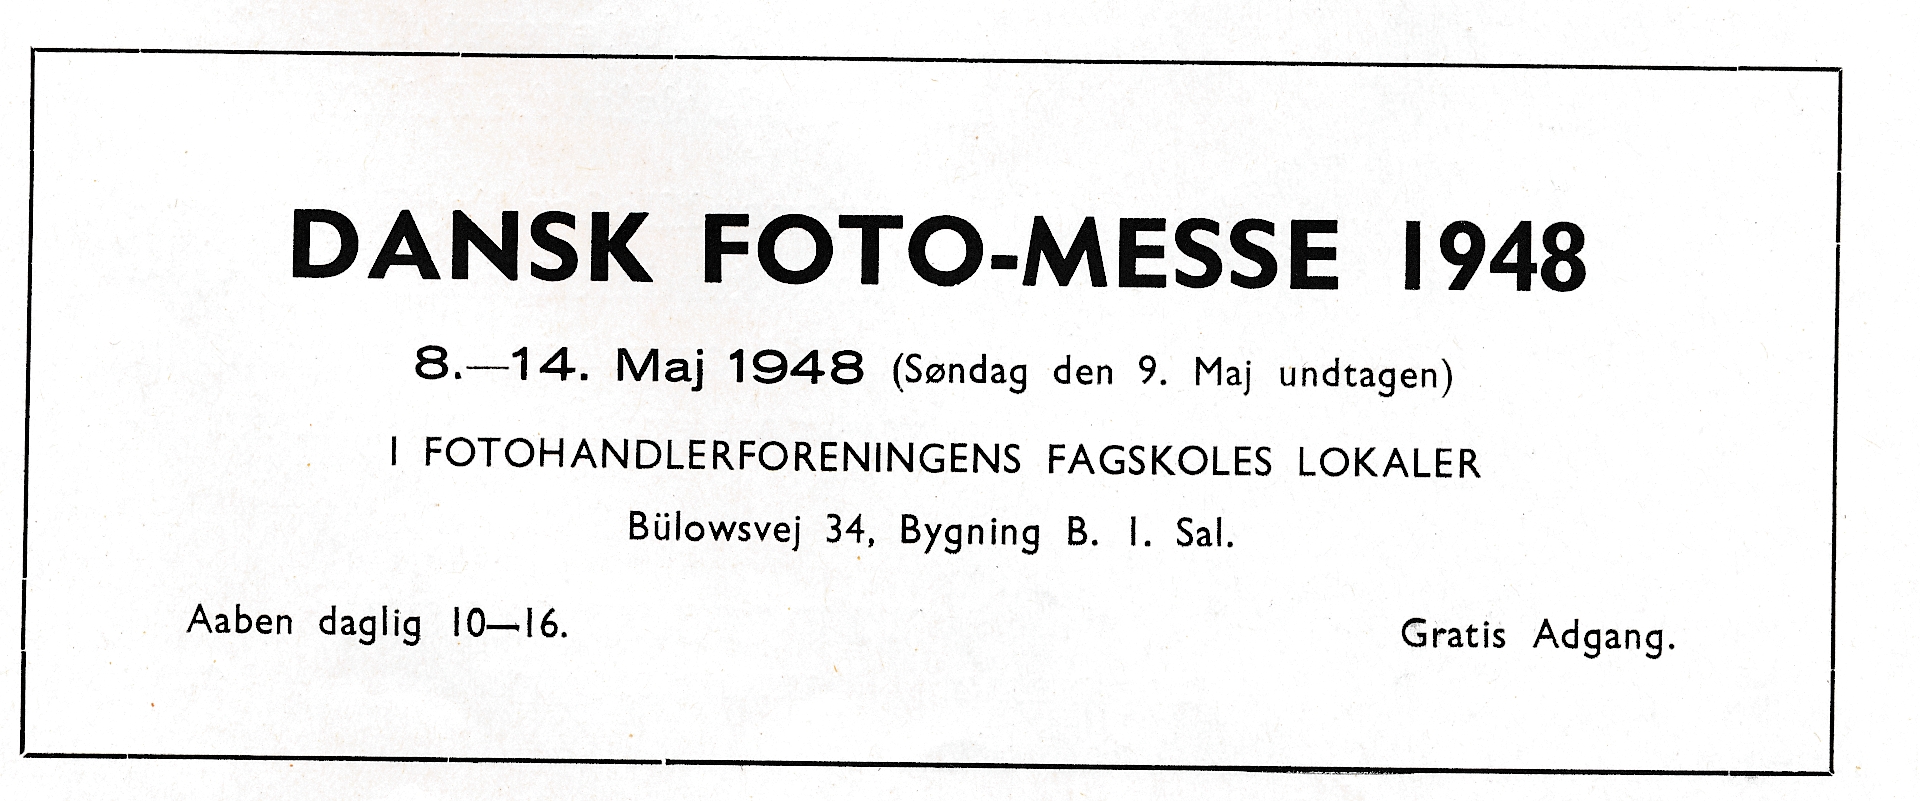 DANSK FOTO-MESSE 1948
8.—14. Maj 1948 (Søndag den 9. Maj undtagen)
I FOTOHANDLERFORENINGENS FAGSKOLES LOKALER
Bülowsvej 34, Bygning B. 1. Sal.
Aaben daglig 10—16.
Gratis Adgang.